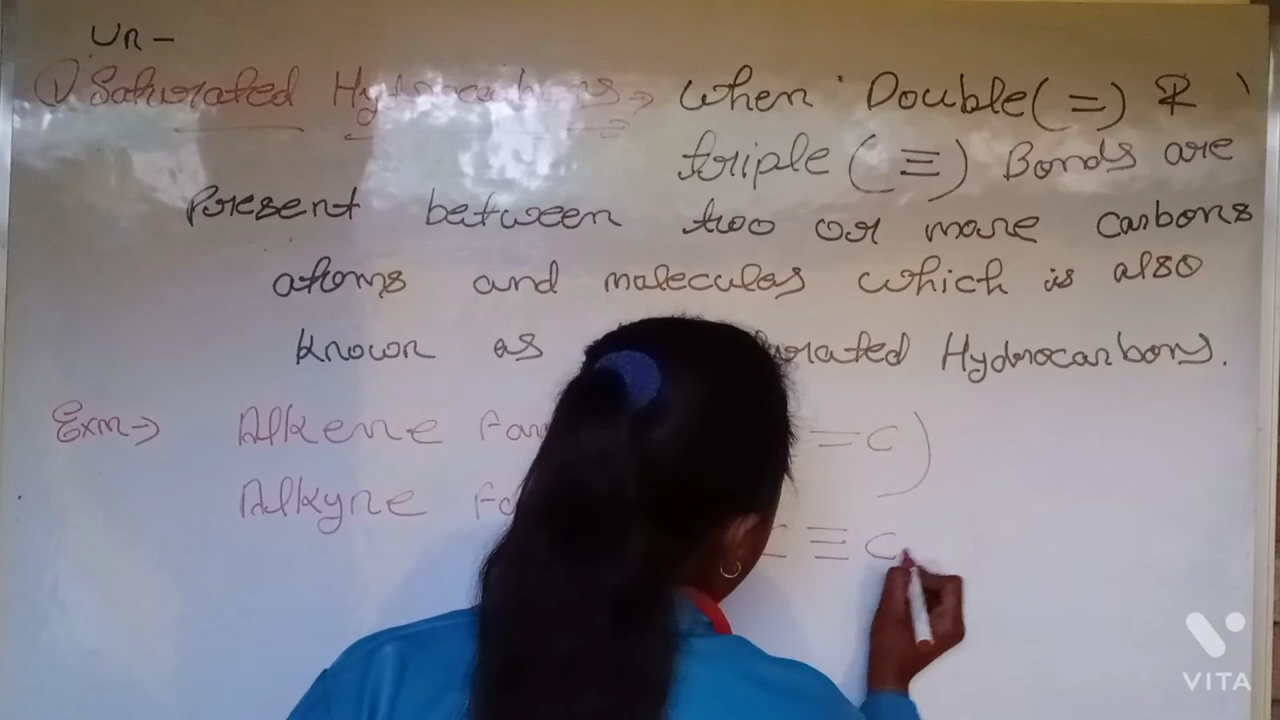 Un-
① Saturated Hydrocarbons → when Double (=) &
triple (≡) Bonds are
Present between two or more carbons
atoms and moleculas which is also
known as Hydrocarbons.
Exm→ Alkene = C)
Alkyne ≡ C
VITA